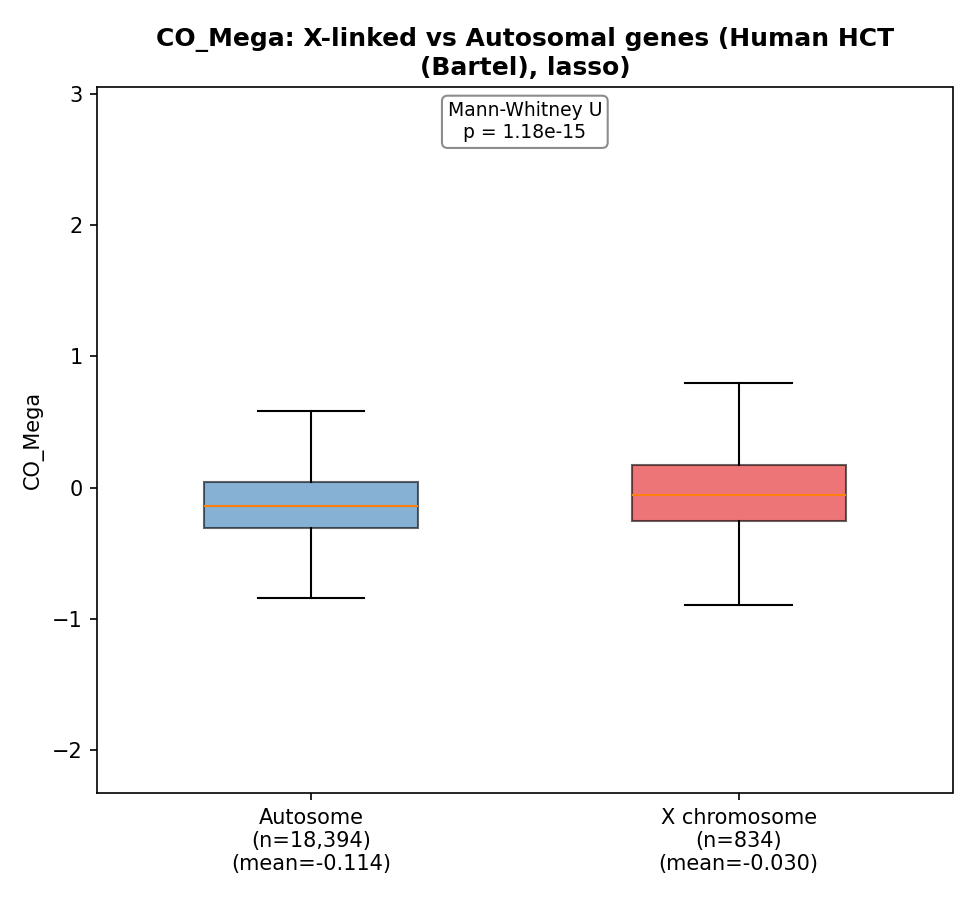 CO_Mega: X-linked vs Autosomal genes (Human HCT
(Bartel), lasso)
Mann-Whitney U
p = 1.18e-15
3
2
1
0
−1
−2
CO_Mega
Autosome
(n=18,394)
(mean=-0.114)
X chromosome
(n=834)
(mean=-0.030)